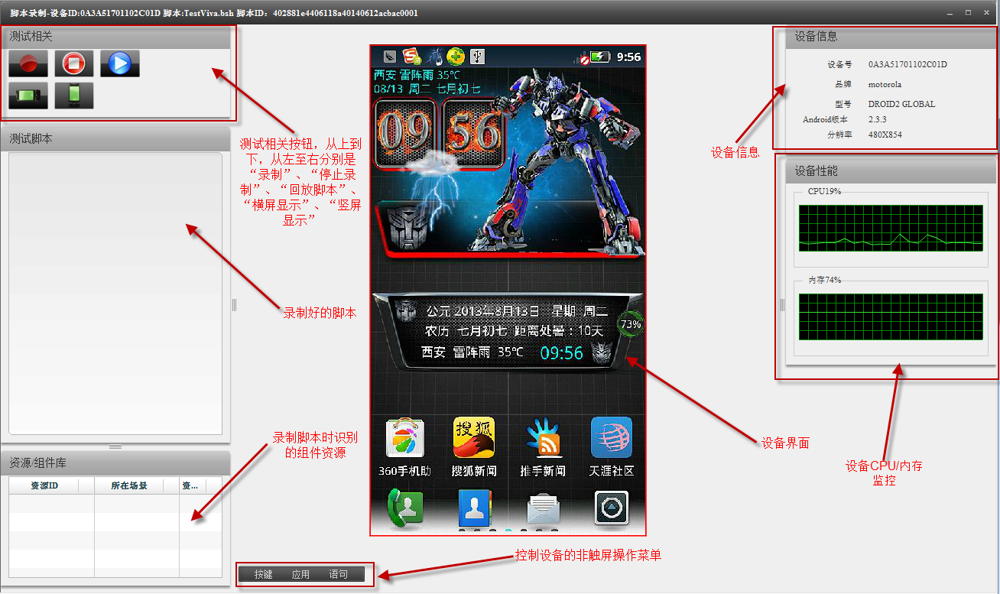 脚本录制-设备ID:0A3A51701102C01D 脚本:TestViva.bsh 脚本ID: 402881e4406118a40140612acbac0001
测试相关
测试相关按钮，从上到
下，从左至右分别是
“录制”、“停止录
制”、“回放脚本”、
“横屏显示”、“竖屏
显示”
测试脚本
录制好的脚本
录制脚本时识别
的组件资源
资源/组件库
资源ID 所在场景 资...
9:56
西安 雷阵雨 35℃
08/13 周二 七月初七
09 56
公元 2013年8月13日 星期 周二
农历 七月初七 距离处暑：10天
73%
西安 雷阵雨 35℃ 09:56
搜狐
360手机助 搜狐新闻 推手新闻 天涯社区
按键 应用 语句
控制设备的非触屏操作菜单
设备界面
设备信息
设备号 0A3A51701102C01D
品牌 motorola
型号 DROID2 GLOBAL
Android版本 2.3.3
分辨率 480X854
设备信息
设备性能
CPU19%
内存74%
设备CPU/内存
监控